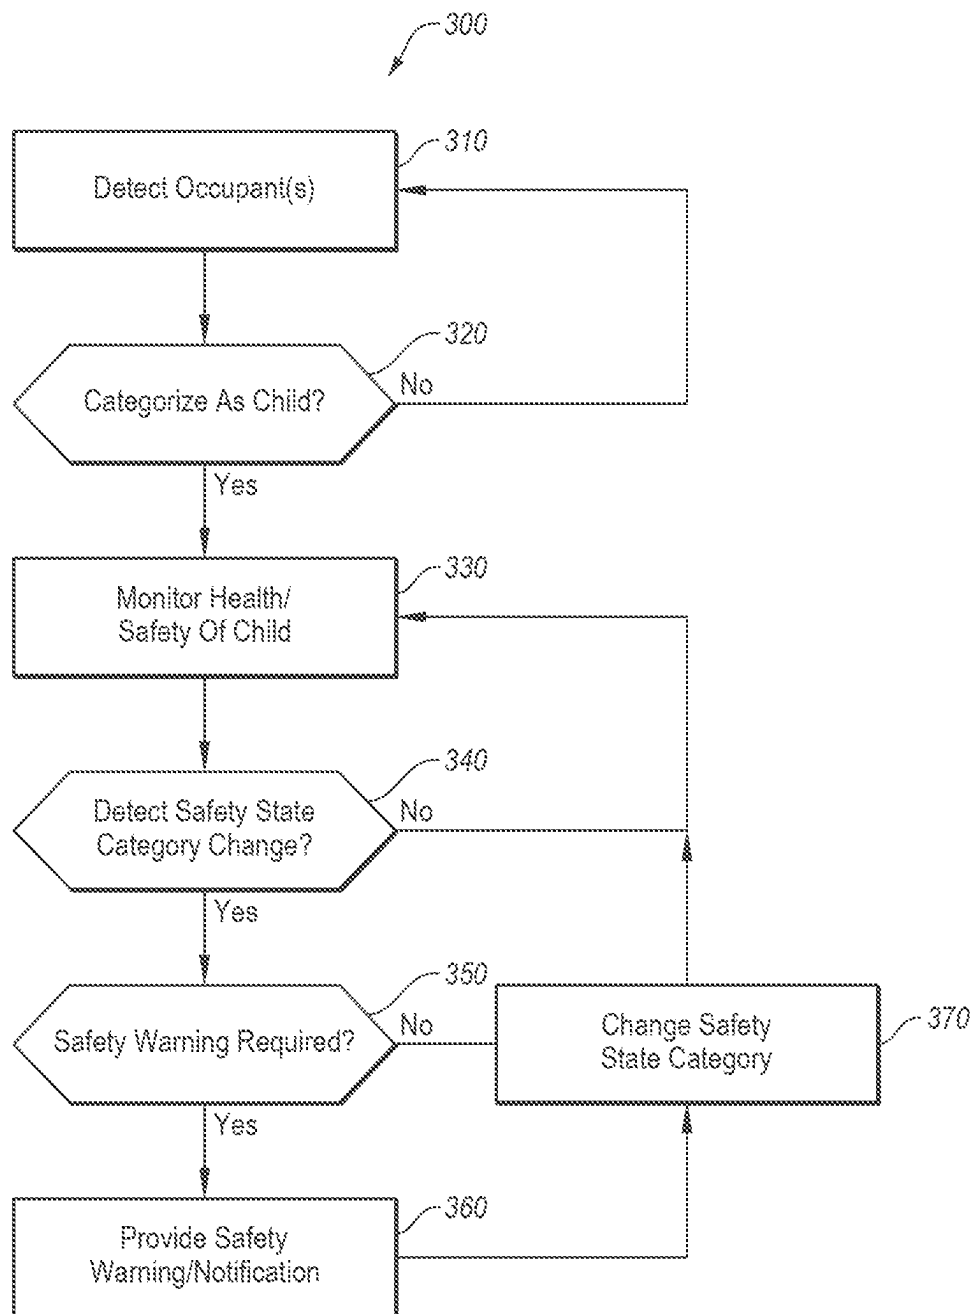 300
310
Detect Occupant(s)
320
Categorize As Child?
No
Yes
330
Monitor Health/
Safety Of Child
340
Detect Safety State
Category Change?
No
Yes
350
Safety Warning Required?
No
Change Safety
State Category
370
Yes
360
Provide Safety
Warning/Notification